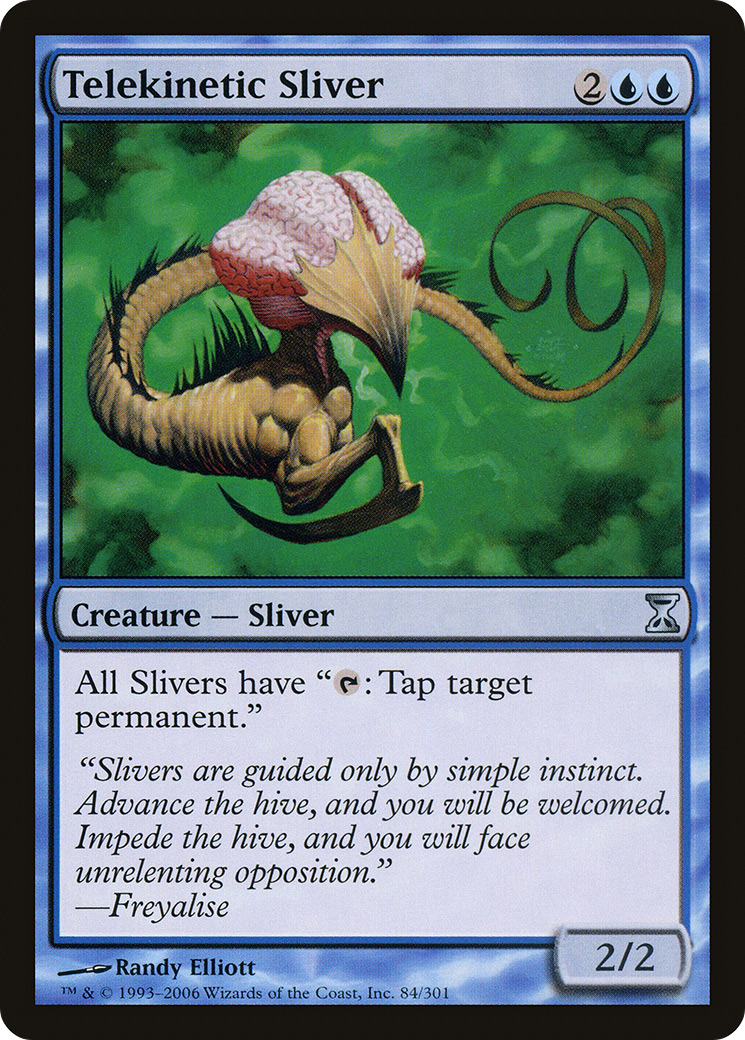 Telekinetic Sliver 2
Creature — Sliver
All Slivers have “: Tap target
permanent.”
“Slivers are guided only by simple instinct.
Advance the hive, and you will be welcomed.
Impede the hive, and you will face
unrelenting opposition.”
—Freyalise
2/2
Randy Elliott
™ & © 1993–2006 Wizards of the Coast, Inc. 84/301